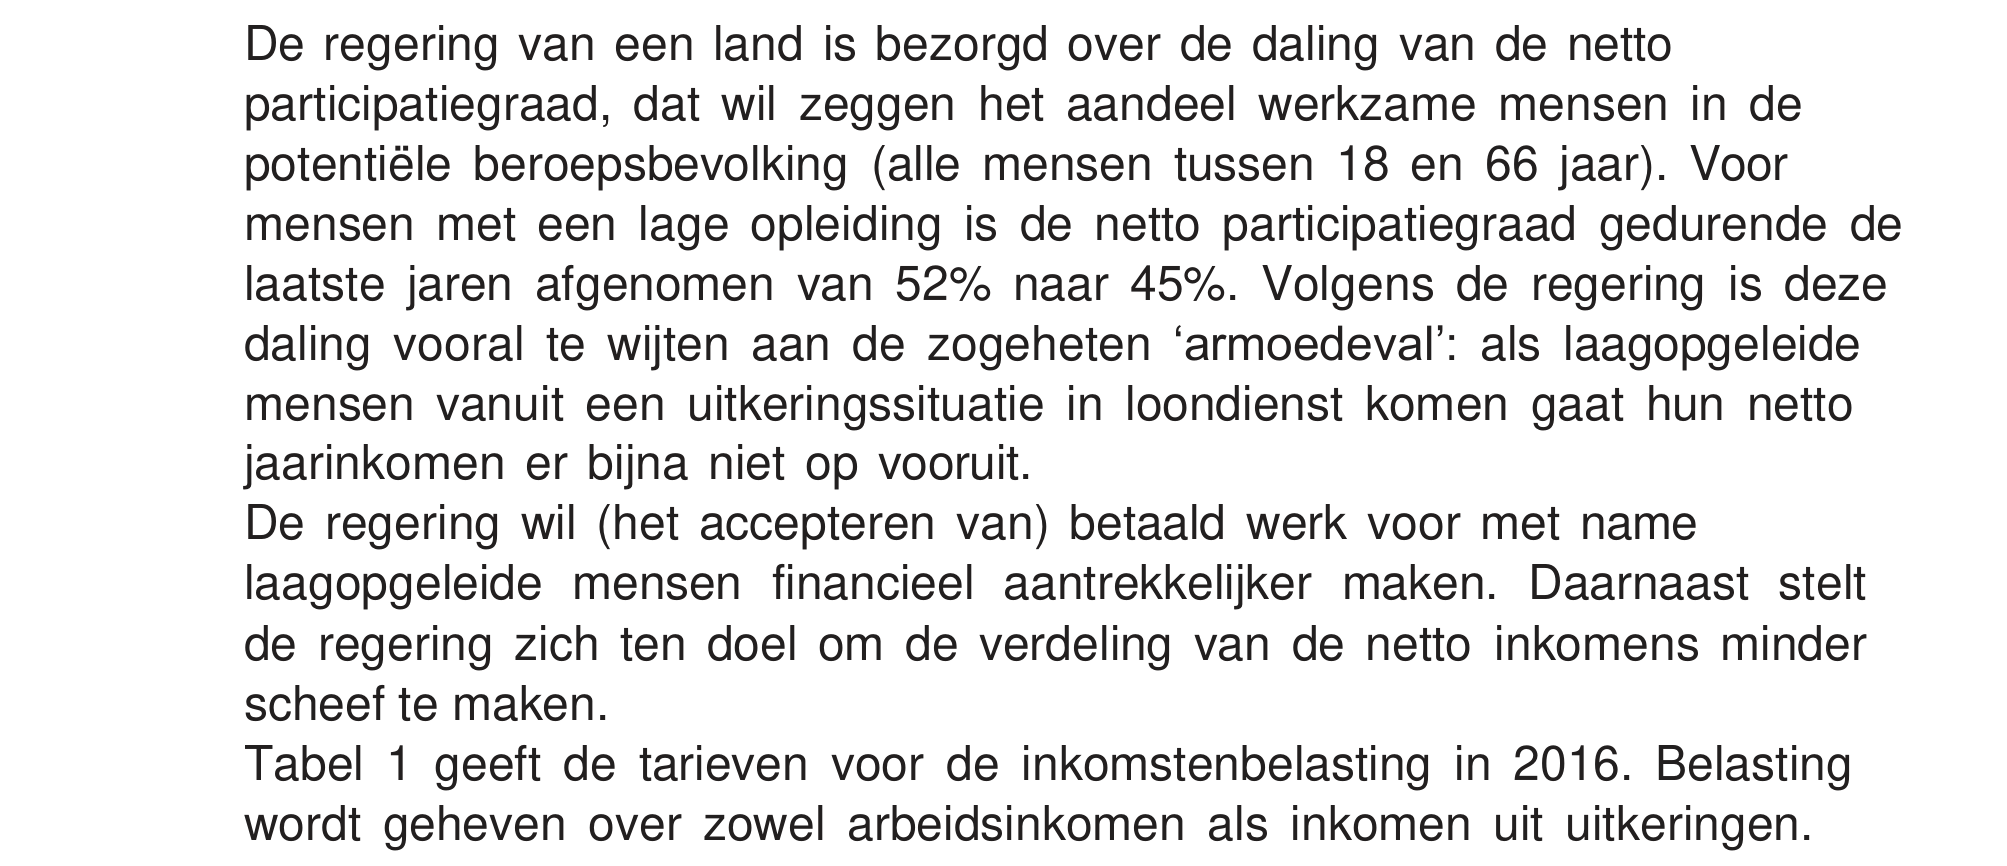 De regering van een land is bezorgd over de daling van de netto
participatiegraad, dat wil zeggen het aandeel werkzame mensen in de
potentiële beroepsbevolking (alle mensen tussen 18 en 66 jaar). Voor
mensen met een lage opleiding is de netto participatiegraad gedurende de
laatste jaren afgenomen van 52% naar 45%. Volgens de regering is deze
daling vooral te wijten aan de zogeheten ‘armoedeval’: als laagopgeleide
mensen vanuit een uitkeringssituatie in loondienst komen gaat hun netto
jaarinkomen er bijna niet op vooruit.
De regering wil (het accepteren van) betaald werk voor met name
laagopgeleide mensen financieel aantrekkelijker maken. Daarnaast stelt
de regering zich ten doel om de verdeling van de netto inkomens minder
scheef te maken.
Tabel 1 geeft de tarieven voor de inkomstenbelasting in 2016. Belasting
wordt geheven over zowel arbeidsinkomen als inkomen uit uitkeringen.